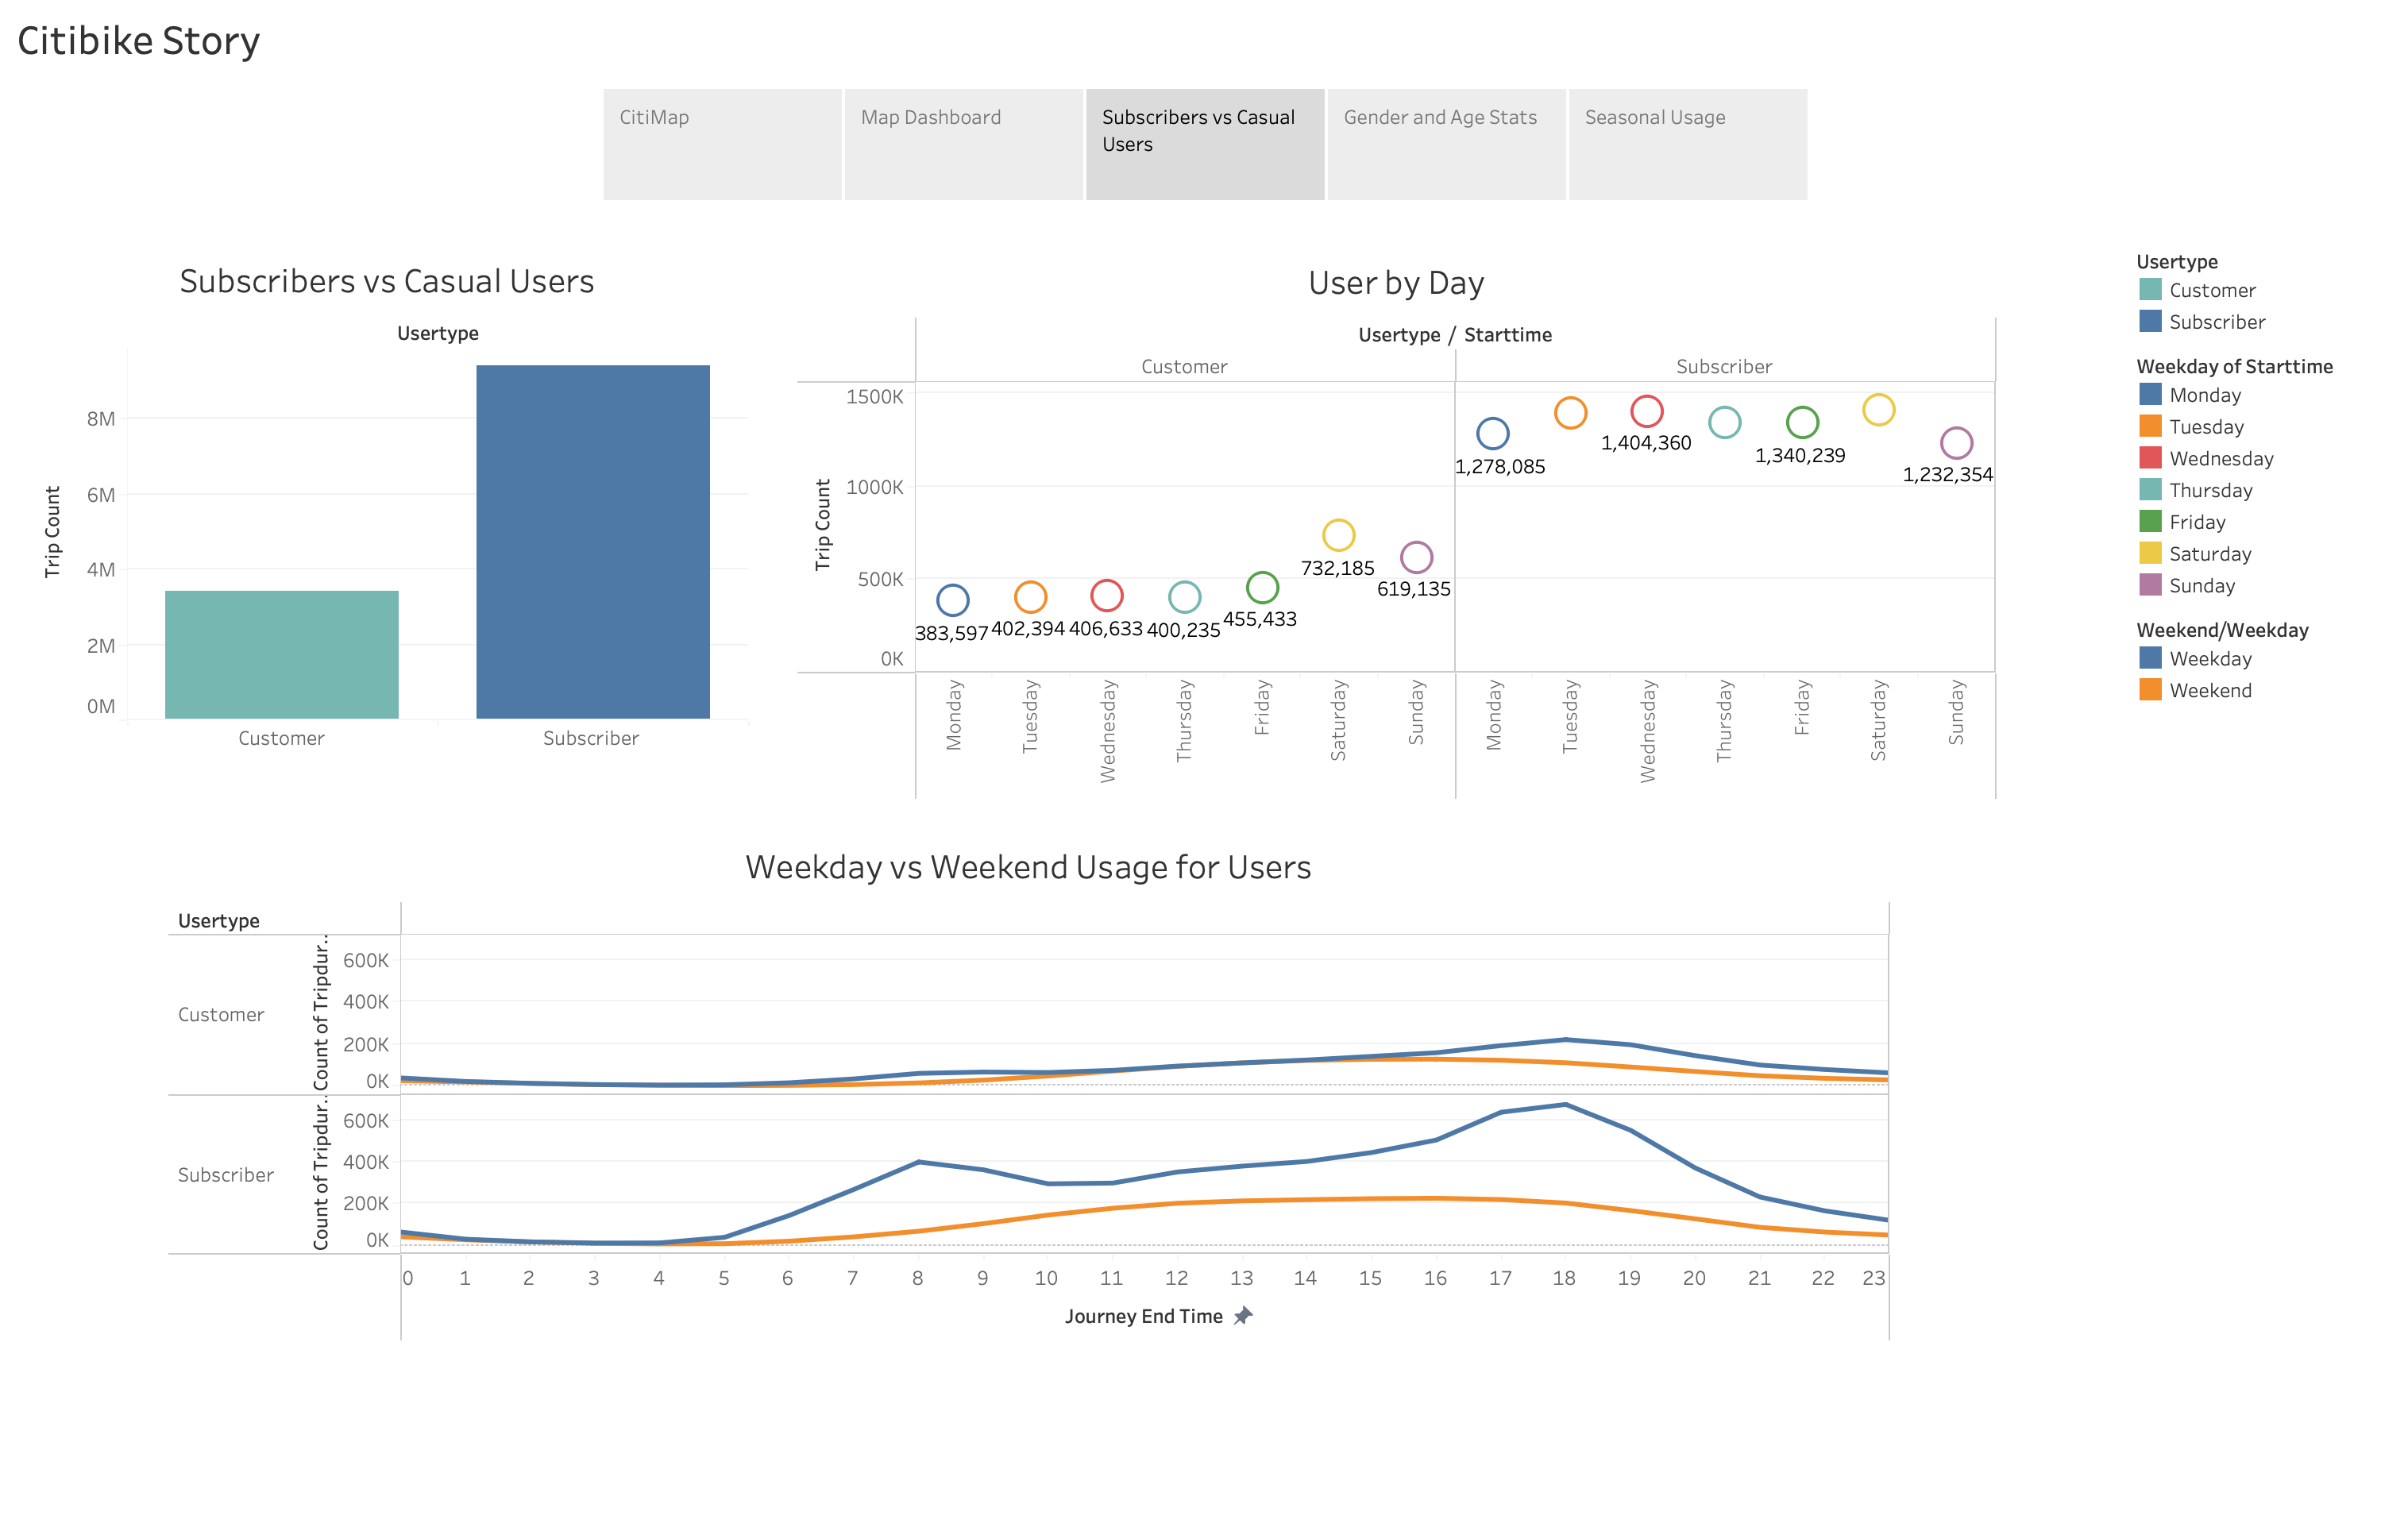 Citibike Story
CitiMap
Map Dashboard
Subscribers vs Casual
Users
Gender and Age Stats
Seasonal Usage
Subscribers vs Casual Users
Usertype
Trip Count
8M
6M
4M
2M
0M
Customer
Subscriber
User by Day
Usertype / Starttime
Customer
Subscriber
Trip Count
1500K
1000K
500K
0K
383,597
402,394
406,633
400,235
455,433
732,185
619,135
1,278,085
1,404,360
1,340,239
1,232,354
Monday
Tuesday
Wednesday
Thursday
Friday
Saturday
Sunday
Monday
Tuesday
Wednesday
Thursday
Friday
Saturday
Sunday
Usertype
Customer
Subscriber
Weekday of Starttime
Monday
Tuesday
Wednesday
Thursday
Friday
Saturday
Sunday
Weekend/Weekday
Weekday
Weekend
Weekday vs Weekend Usage for Users
Usertype
Customer
Count of Tripdur..
600K
400K
200K
0K
Subscriber
Count of Tripdur..
600K
400K
200K
0K
0 1 2 3 4 5 6 7 8 9 10 11 12 13 14 15 16 17 18 19 20 21 22 23
Journey End Time